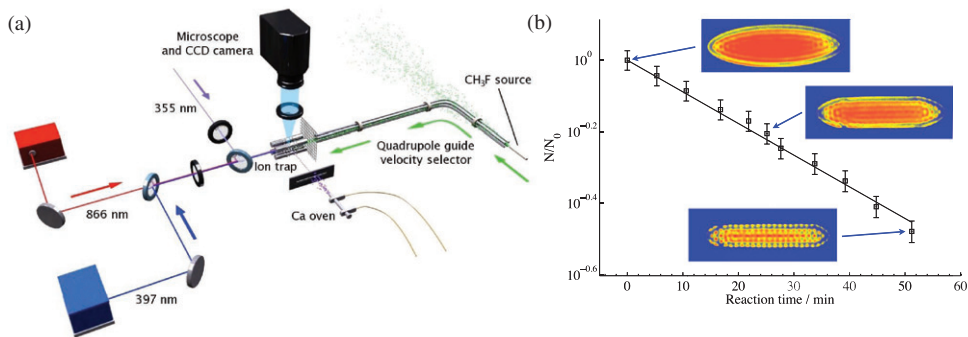 (a)
Microscope
and CCD camera
CH₃F source
355 nm
Quadrupole guide
velocity selector
Ion trap
866 nm
Ca oven
397 nm
(b)
N/N₀
10⁰
10⁻⁰·²
10⁻⁰·⁴
10⁻⁰·⁶
0 10 20 30 40 50 60
Reaction time / min